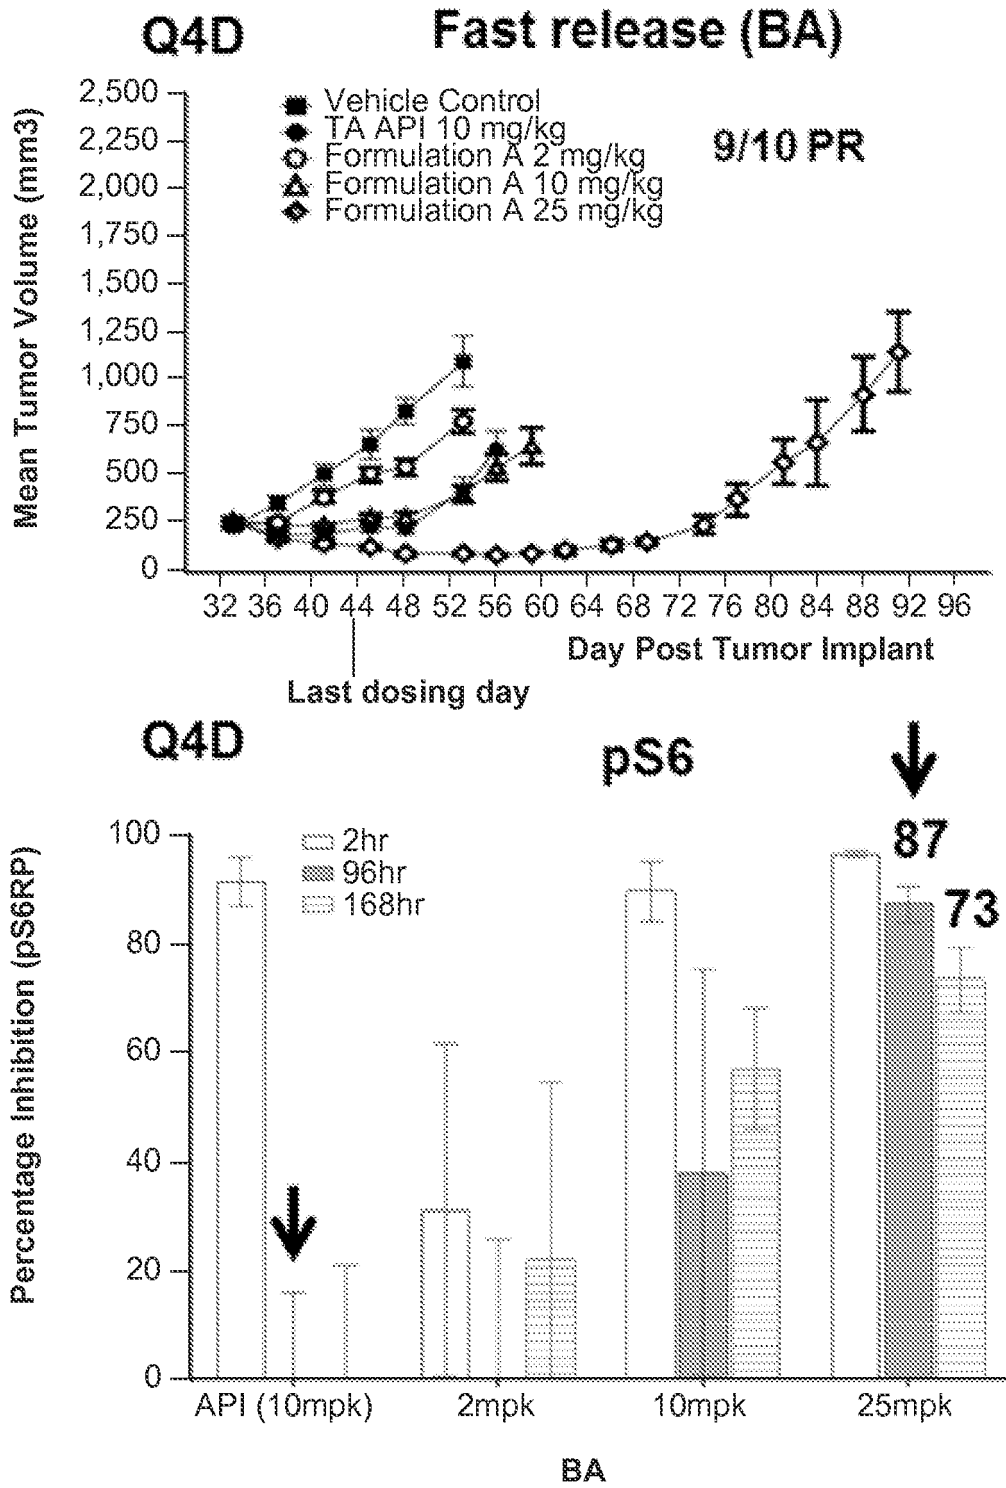 Q4D
Fast release (BA)
Mean Tumor Volume (mm3)
2,500
2,250
2,000
1,750
1,500
1,250
1,000
750
500
250
0
Vehicle Control
TA API 10 mg/kg
Formulation A 2 mg/kg
Formulation A 10 mg/kg
Formulation A 25 mg/kg
9/10 PR
32 36 40 44 48 52 56 60 64 68 72 76 80 84 88 92 96
Day Post Tumor Implant
Last dosing day
Q4D
pS6
Percentage Inhibition (pS6RP)
100
80
60
40
20
0
2hr
96hr
168hr
87
73
API (10mpk) 2mpk 10mpk 25mpk
BA